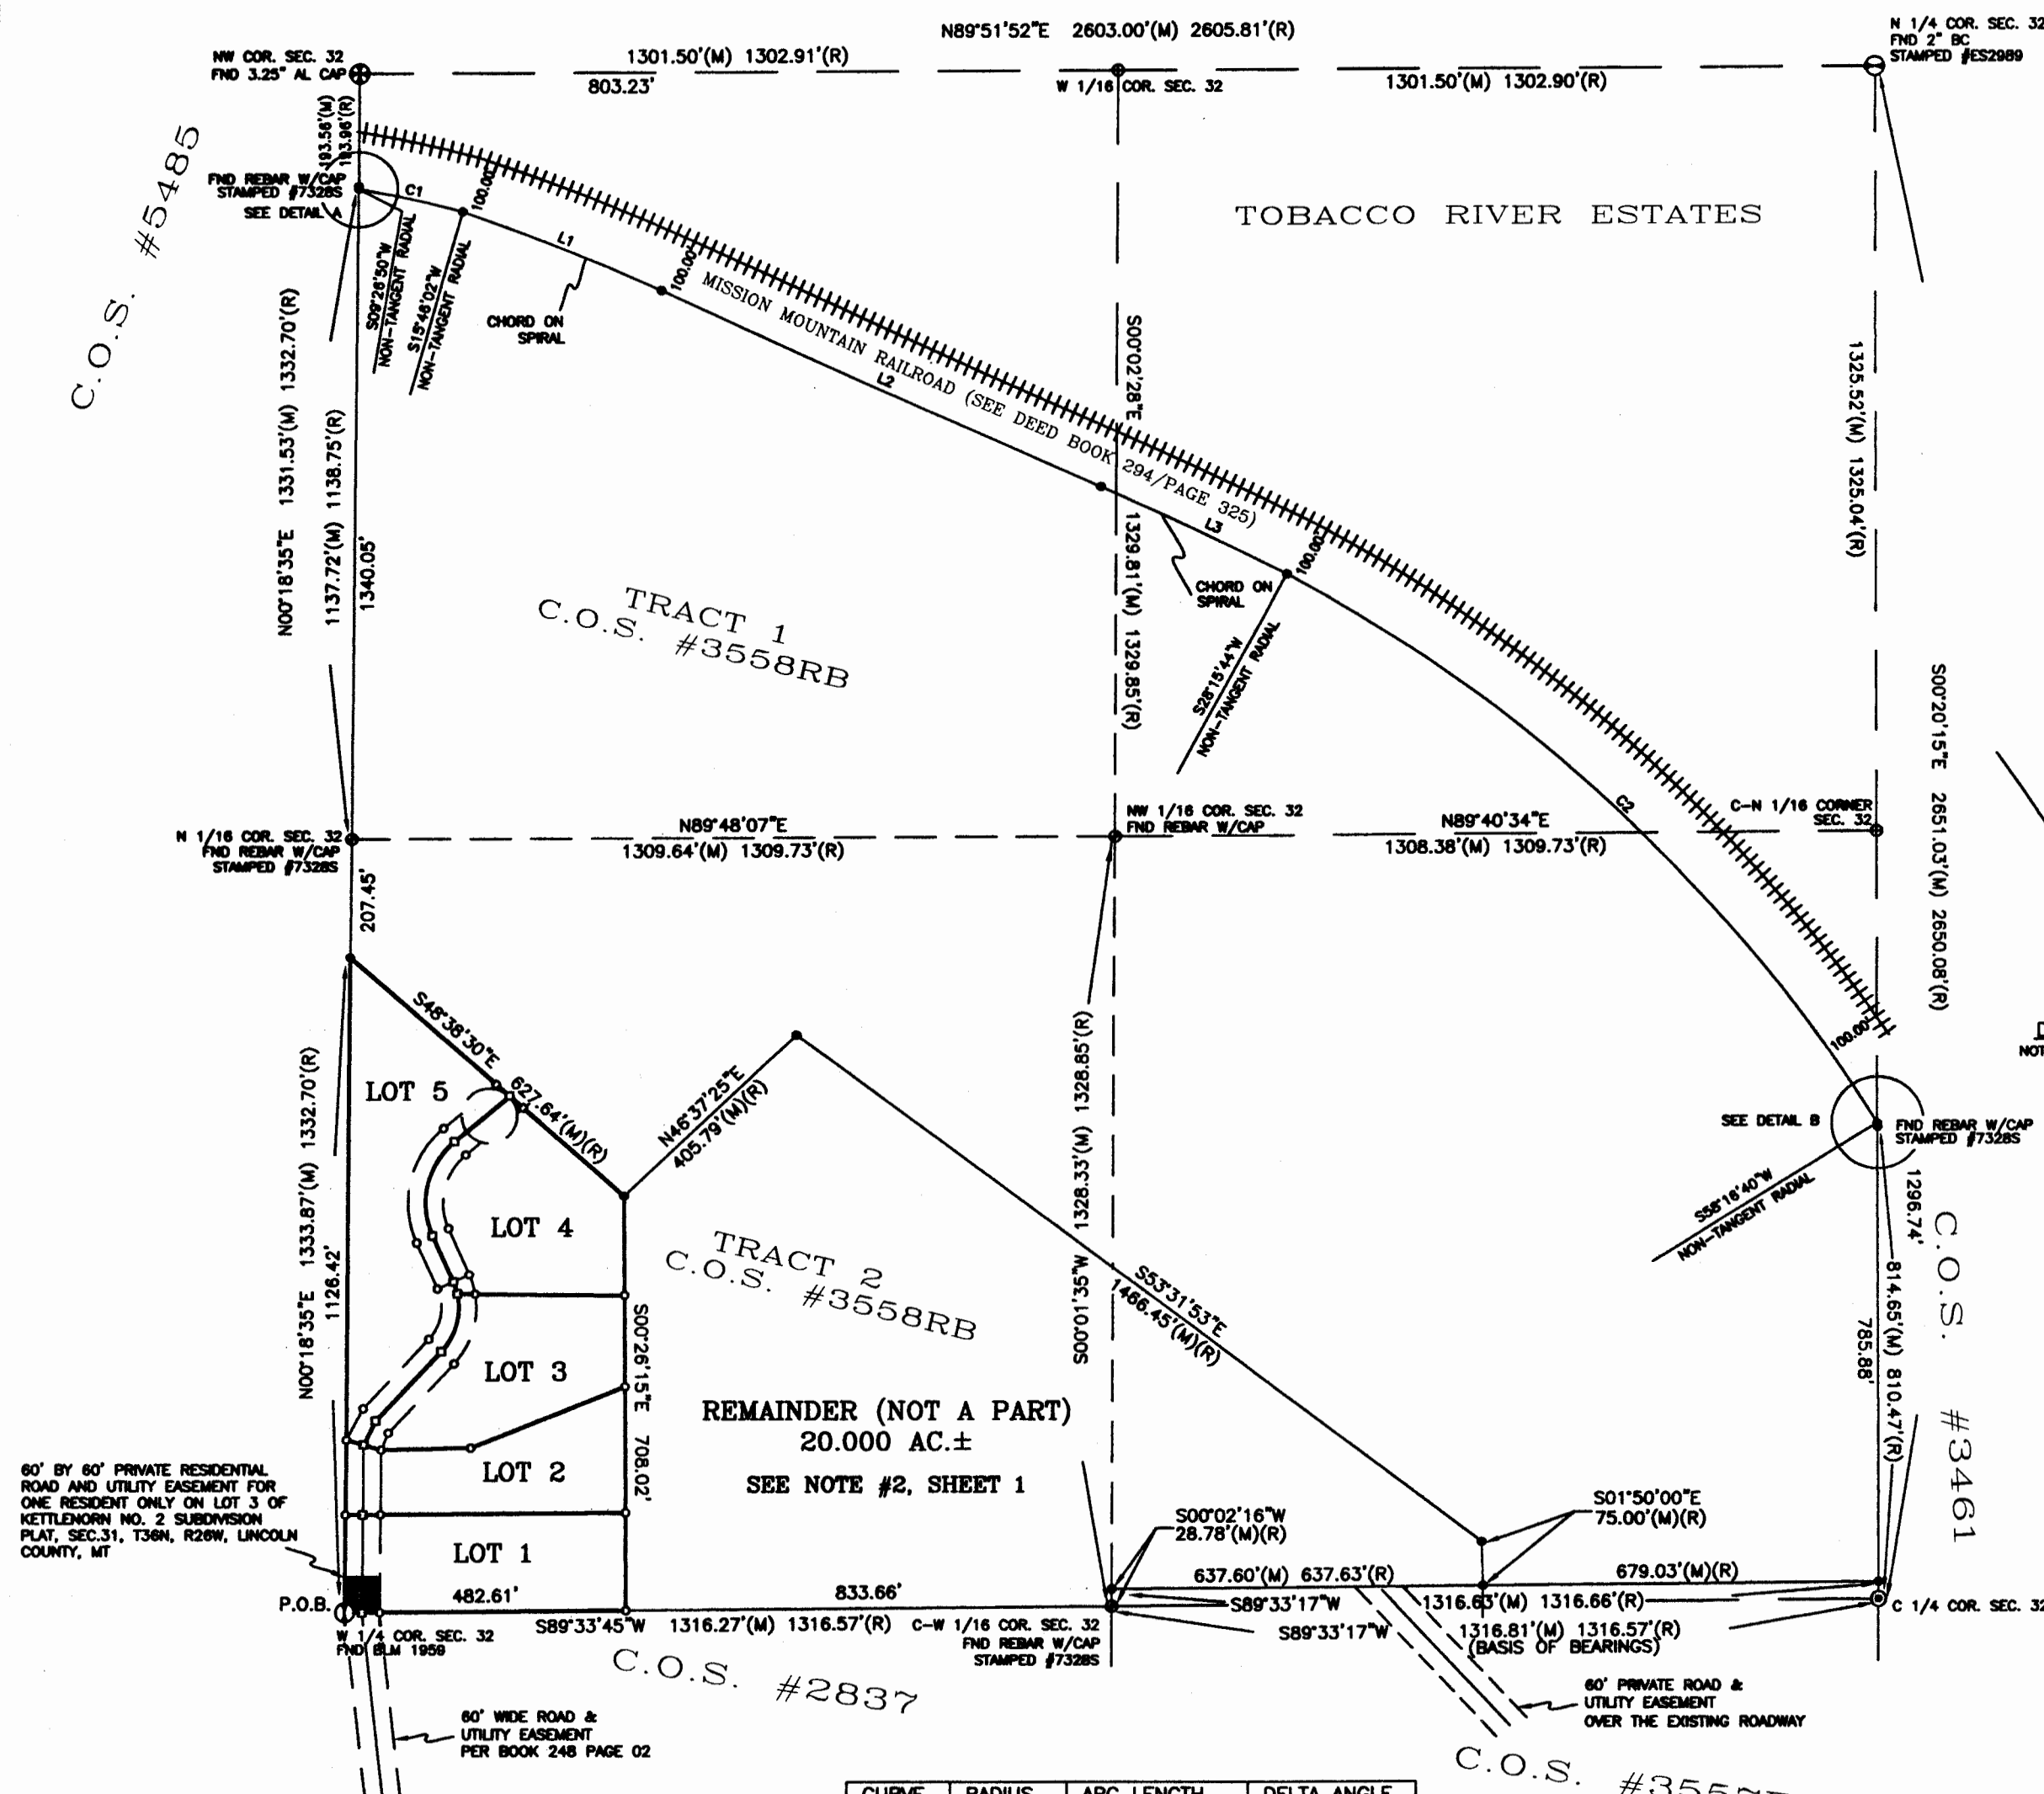 N89°51'52"E 2603.00'(M) 2605.81'(R)
N 1/4 COR. SEC. 32
FND 2" BC
STAMPED #ES2989
NW COR. SEC. 32
FND 3.25" AL CAP
1301.50'(M) 1302.91'(R)
803.23'
W 1/16 COR. SEC. 32
1301.50'(M) 1302.90'(R)
193.56'(M)
193.96'(R)
C.O.S. #5485
FND REBAR W/CAP
STAMPED #7328S
SEE DETAIL A
C1
100.00'
S09°26'50"W
NON-TANGENT RADIAL
S15°46'02"W
NON-TANGENT RADIAL
L1
100.00'
CHORD ON
SPIRAL
TOBACCO RIVER ESTATES
MISSION MOUNTAIN RAILROAD (SEE DEED BOOK 294/PAGE 325)
L2
S00°02'28"E
1329.81'(M) 1329.85'(R)
L3
100.00'
CHORD ON
SPIRAL
S28°15'44"W
NON-TANGENT RADIAL
1325.52'(M) 1325.04'(R)
S00°20'15"E 2651.03'(M) 2650.08'(R)
N00°18'35"E 1331.53'(M) 1332.70'(R)
1137.72'(M) 1138.75'(R)
1340.05'
TRACT 1
C.O.S. #3558RB
C2
C-N 1/16 CORNER
SEC. 32
N 1/16 COR. SEC. 32
FND REBAR W/CAP
STAMPED #7328S
N89°48'07"E
1309.64'(M) 1309.73'(R)
NW 1/16 COR. SEC. 32
FND REBAR W/CAP
N89°40'34"E
1308.38'(M) 1309.73'(R)
207.45'
100.00'
NOT
S48°38'30"E
627.64'(M)(R)
LOT 5
N46°37'25"E
405.79'(M)(R)
S00°01'35"W 1328.33'(M) 1328.85'(R)
SEE DETAIL B
FND REBAR W/CAP
STAMPED #7328S
S58°16'40"W
NON-TANGENT RADIAL
1296.74'
814.65'(M) 810.47'(R)
785.88'
C.O.S. #3461
N00°18'35"E 1333.87'(M) 1332.70'(R)
1126.42'
LOT 4
TRACT 2
C.O.S. #3558RB
S53°31'53"E
1466.45'(M)(R)
LOT 3
S00°26'15"E 708.02'
REMAINDER (NOT A PART)
20.000 AC.±
SEE NOTE #2, SHEET 1
LOT 2
60' BY 60' PRIVATE RESIDENTIAL
ROAD AND UTILITY EASEMENT FOR
ONE RESIDENT ONLY ON LOT 3 OF
KETTLENORN NO. 2 SUBDIVISION
PLAT, SEC.31, T36N, R26W, LINCOLN
COUNTY, MT
S00°02'16"W
28.78'(M)(R)
S01°50'00"E
75.00'(M)(R)
LOT 1
637.60'(M) 637.63'(R)
679.03'(M)(R)
P.O.B.
482.61'
833.66'
S89°33'17"W
1316.63'(M) 1316.66'(R)
C 1/4 COR. SEC. 32
W 1/4 COR. SEC. 32
FND BLM 1959
S89°33'45"W 1316.27'(M) 1316.57'(R)
C-W 1/16 COR. SEC. 32
FND REBAR W/CAP
STAMPED #7328S
S89°33'17"W
1316.81'(M) 1316.57'(R)
(BASIS OF BEARINGS)
C.O.S. #2837
60' WIDE ROAD &
UTILITY EASEMENT
PER BOOK 248 PAGE 02
60' PRIVATE ROAD &
UTILITY EASEMENT
OVER THE EXISTING ROADWAY
C.O.S.
CURVE RADIUS ARC LENGTH DELTA ANGLE